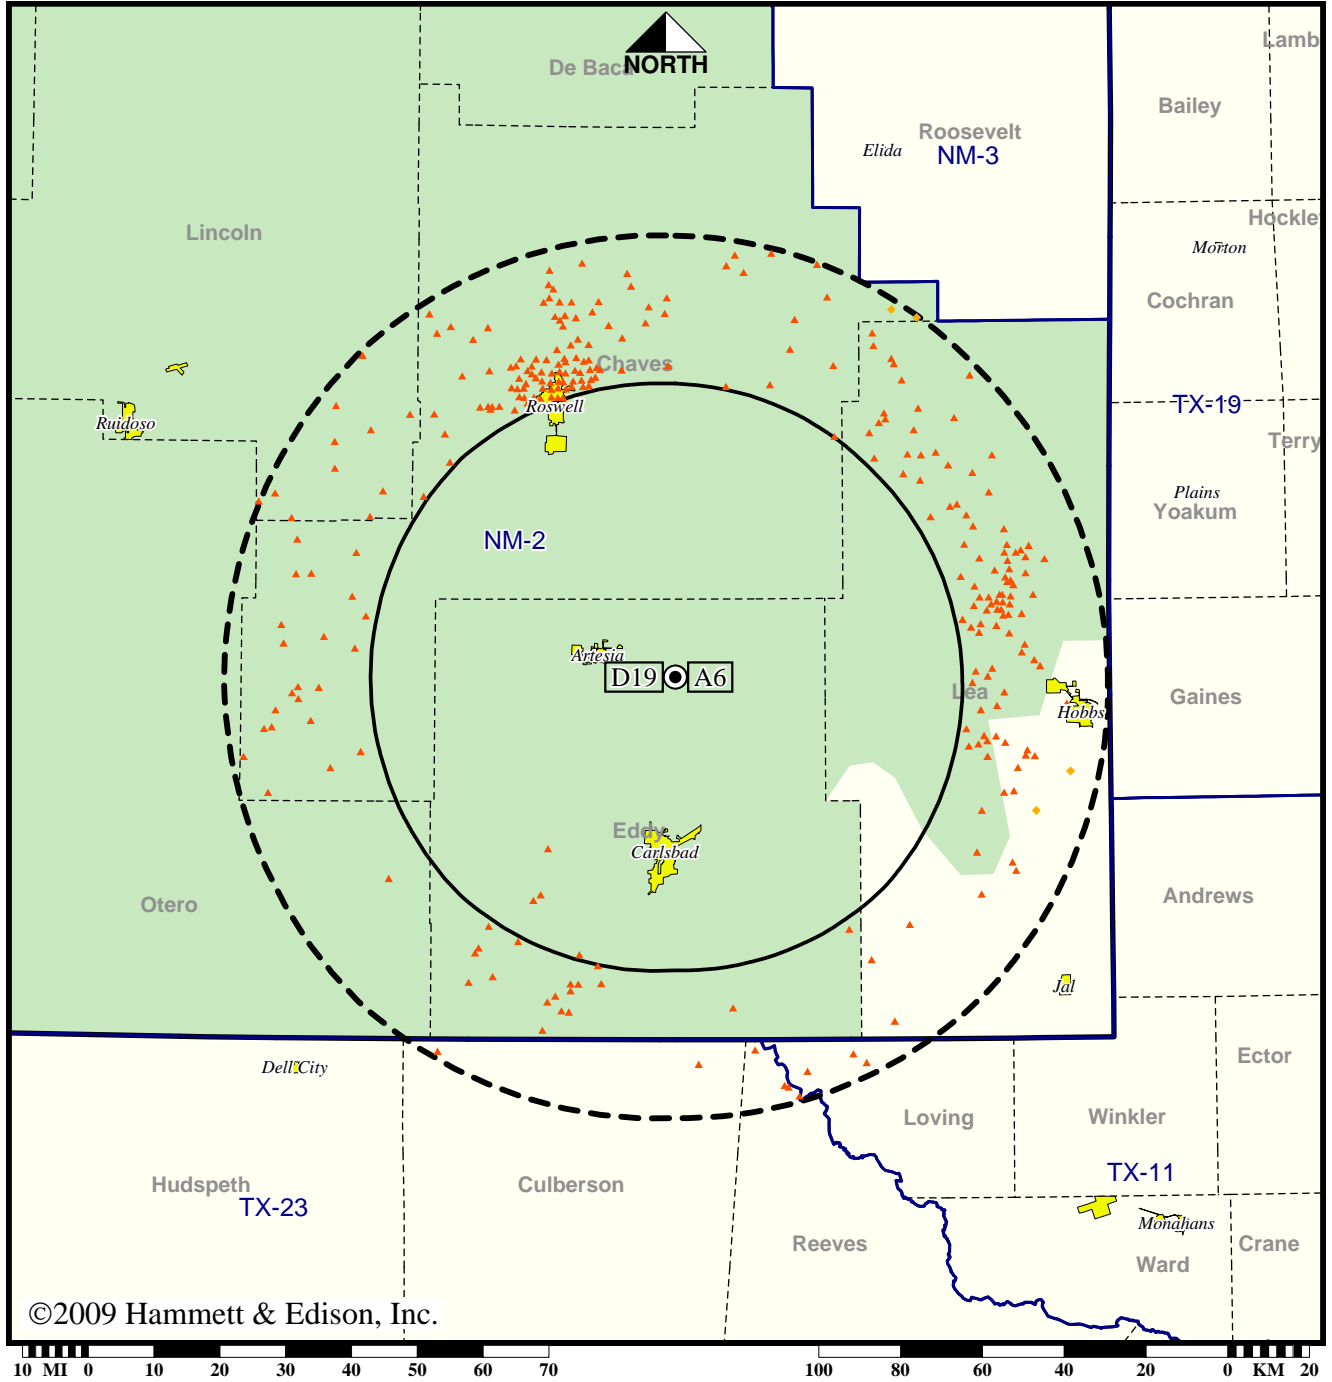 Lamb
De Baca
NORTH
Bailey
Roosevelt
Elida
NM-3
Lincoln
Hockley
Morton
Cochran
Chaves
Roswell
TX-19
Ruidoso
Terry
Plains
Yoakum
NM-2
Artesia
D19
A6
Lea
Gaines
Hobbs
Eddy
Carlsbad
Otero
Andrews
Jal
Dell City
Ector
Loving
Winkler
Hudspeth
Culberson
TX-11
TX-23
Monahans
Reeves
Crane
Ward
©2009 Hammett & Edison, Inc.
10 MI 0 10 20 30 40 50 60 70 100 80 60 40 20 0 KM 20